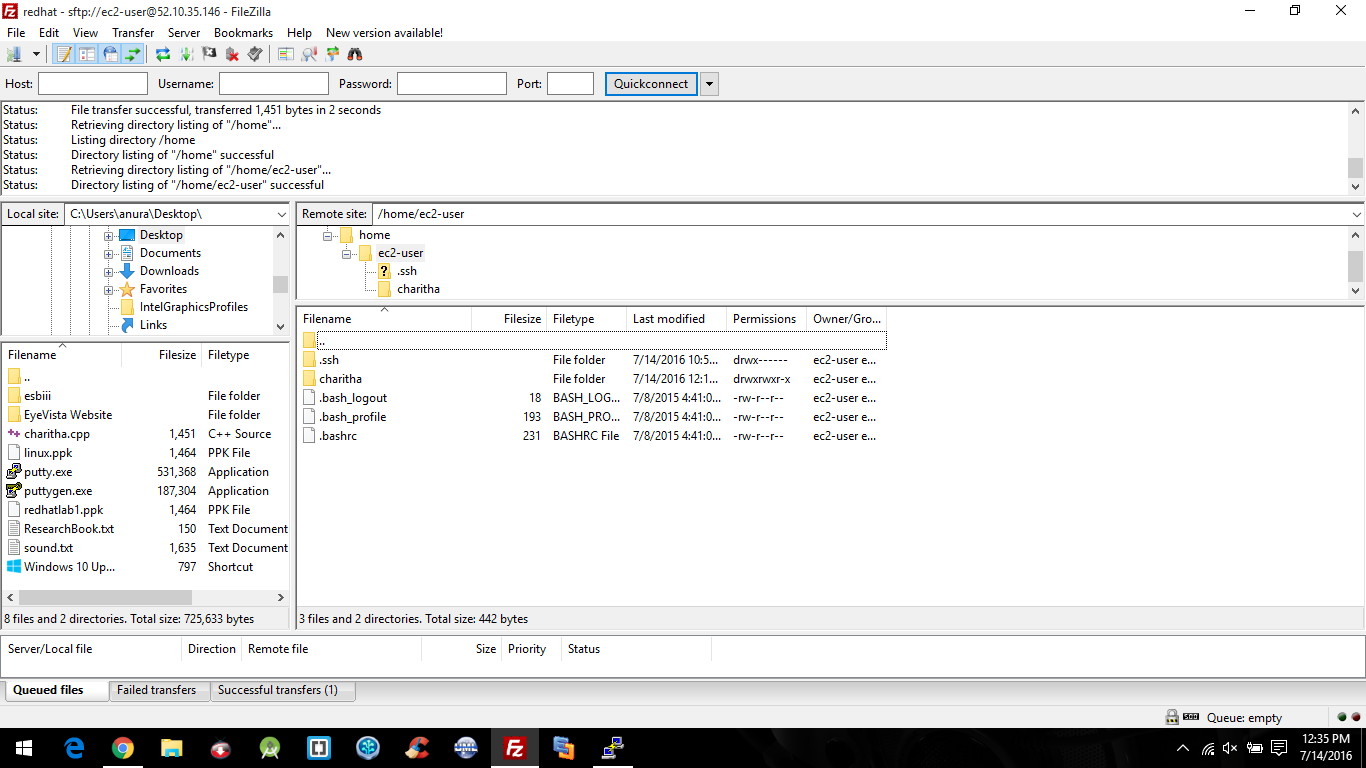 redhat - sftp://ec2-user@52.10.35.146 - FileZilla
File Edit View Transfer Server Bookmarks Help New version available!
Host: Username: Password: Port: Quickconnect
Status: File transfer successful, transferred 1,451 bytes in 2 seconds
Status: Retrieving directory listing of "/home"...
Status: Listing directory /home
Status: Directory listing of "/home" successful
Status: Retrieving directory listing of "/home/ec2-user"...
Status: Directory listing of "/home/ec2-user" successful
Local site: C:\Users\anura\Desktop\
Desktop
Documents
Downloads
Favorites
IntelGraphicsProfiles
Links
Filename Filesize Filetype
..
esbiii File folder
EyeVista Website File folder
charitha.cpp 1,451 C++ Source
linux.ppk 1,464 PPK File
putty.exe 531,368 Application
puttygen.exe 187,304 Application
redhatlab1.ppk 1,464 PPK File
ResearchBook.txt 150 Text Document
sound.txt 1,635 Text Document
Windows 10 Up... 797 Shortcut
8 files and 2 directories. Total size: 725,633 bytes
Remote site: /home/ec2-user
home
ec2-user
? .ssh
charitha
Filename Filesize Filetype Last modified Permissions Owner/Gro...
..
.ssh File folder 7/14/2016 10:5... drwx------ ec2-user e...
charitha File folder 7/14/2016 12:1... drwxrwxr-x ec2-user e...
.bash_logout 18 BASH_LOG... 7/8/2015 4:41:0... -rw-r--r-- ec2-user e...
.bash_profile 193 BASH_PRO... 7/8/2015 4:41:0... -rw-r--r-- ec2-user e...
.bashrc 231 BASHRC File 7/8/2015 4:41:0... -rw-r--r-- ec2-user e...
3 files and 2 directories. Total size: 442 bytes
Server/Local file Direction Remote file Size Priority Status
Queued files Failed transfers Successful transfers (1)
Queue: empty
12:35 PM
7/14/2016